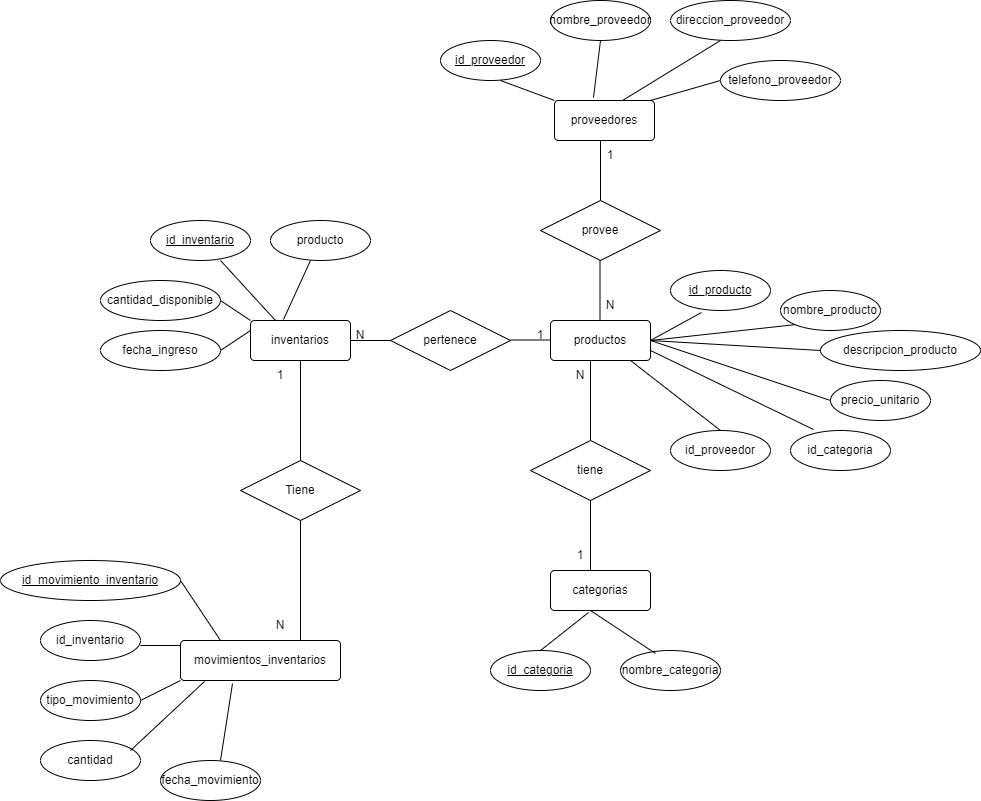 nombre_proveedor
direccion_proveedor
id_proveedor
telefono_proveedor
proveedores
1
provee
N
id_inventario
producto
cantidad_disponible
fecha_ingreso
inventarios
N
pertenece
1
productos
id_producto
nombre_producto
descripcion_producto
precio_unitario
id_categoria
id_proveedor
1
N
Tiene
tiene
N
1
categorias
id_categoria
nombre_categoria
id_movimiento_inventario
id_inventario
movimientos_inventarios
tipo_movimiento
cantidad
fecha_movimiento